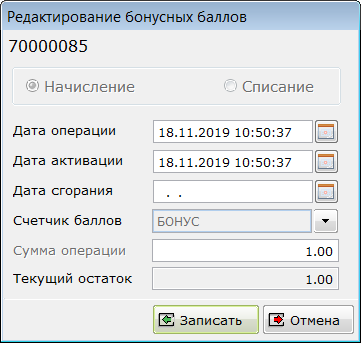 Редактирование бонусных баллов
70000085
Начисление Списание
Дата операции 18.11.2019 10:50:37
Дата активации 18.11.2019 10:50:37
Дата сгорания . .
Счетчик баллов БОНУС
Сумма операции 1.00
Текущий остаток 1.00
Записать Отмена